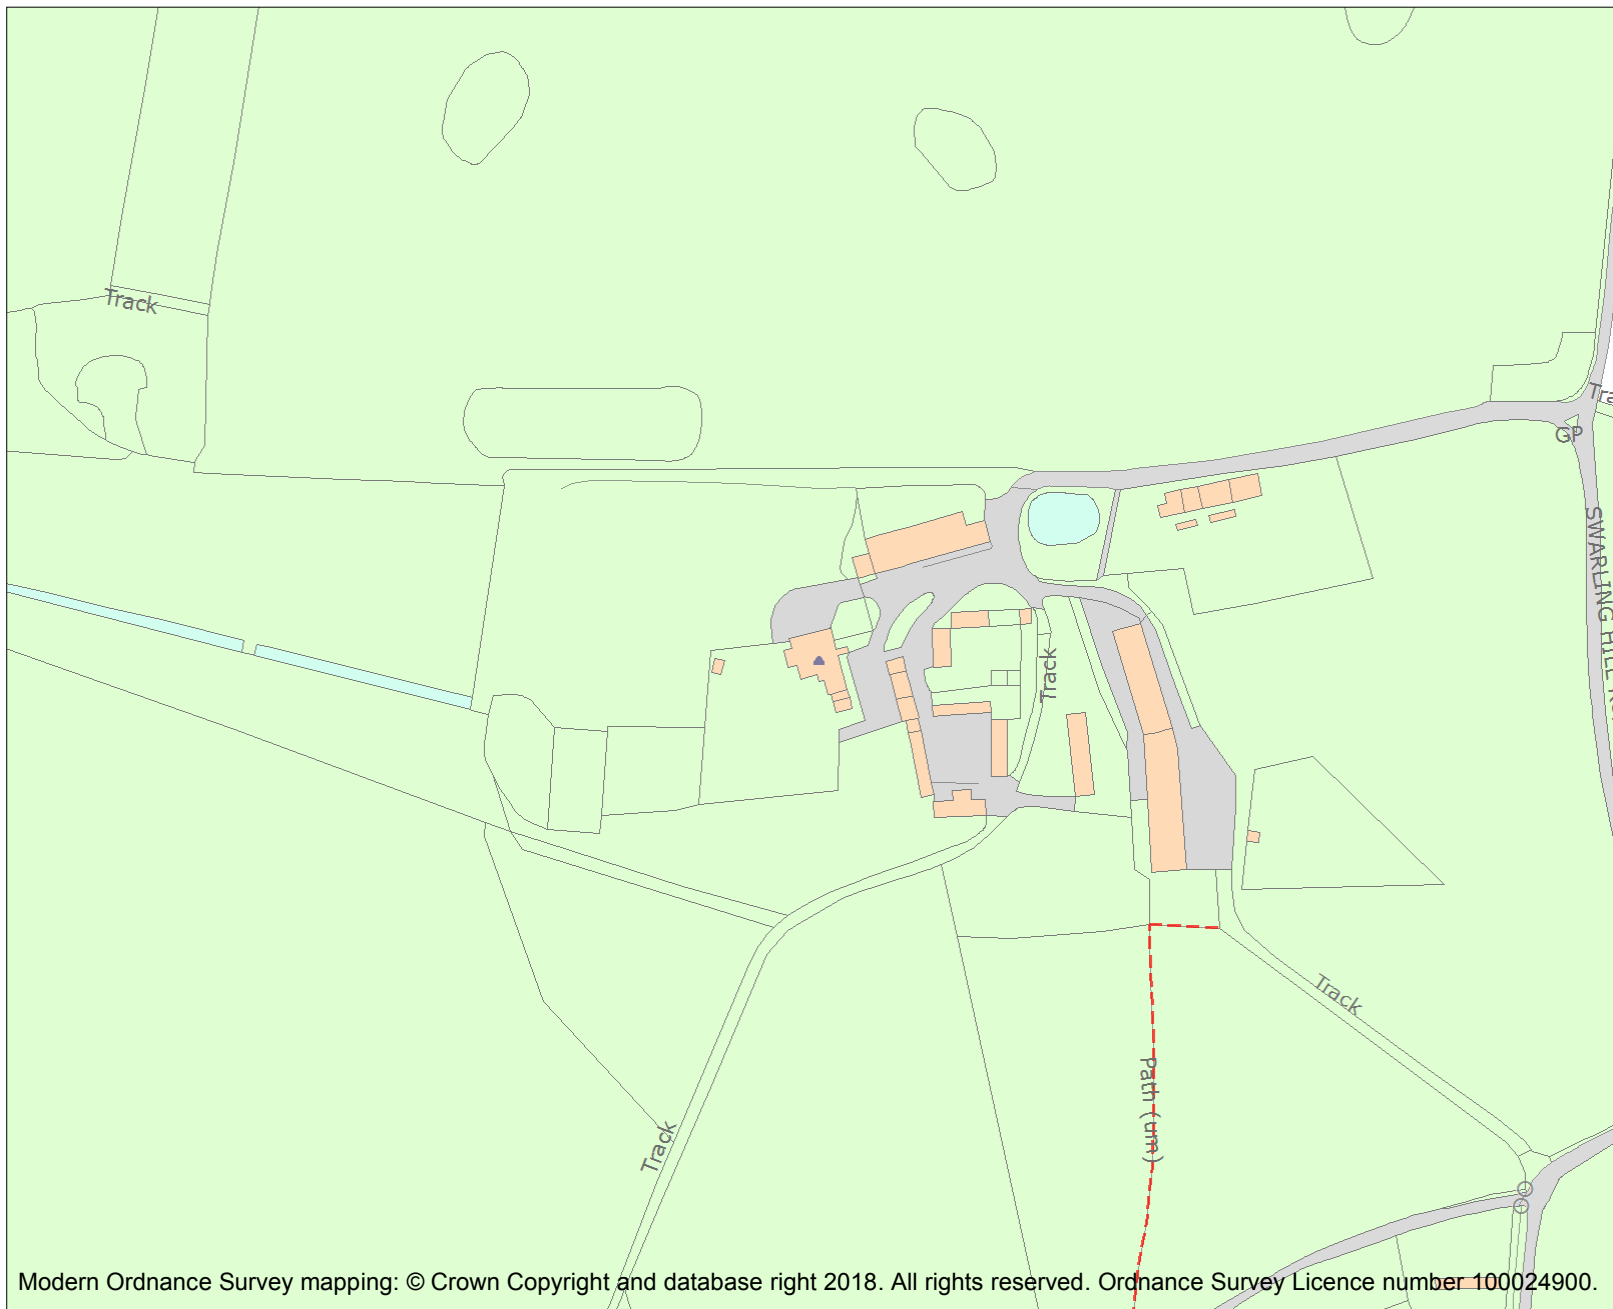 Track
Tra
GP
SWARLING HILL
Track
Track
Path (um)
Track
Modern Ordnance Survey mapping: © Crown Copyright and database right 2018. All rights reserved. Ordnance Survey Licence number 100024900.